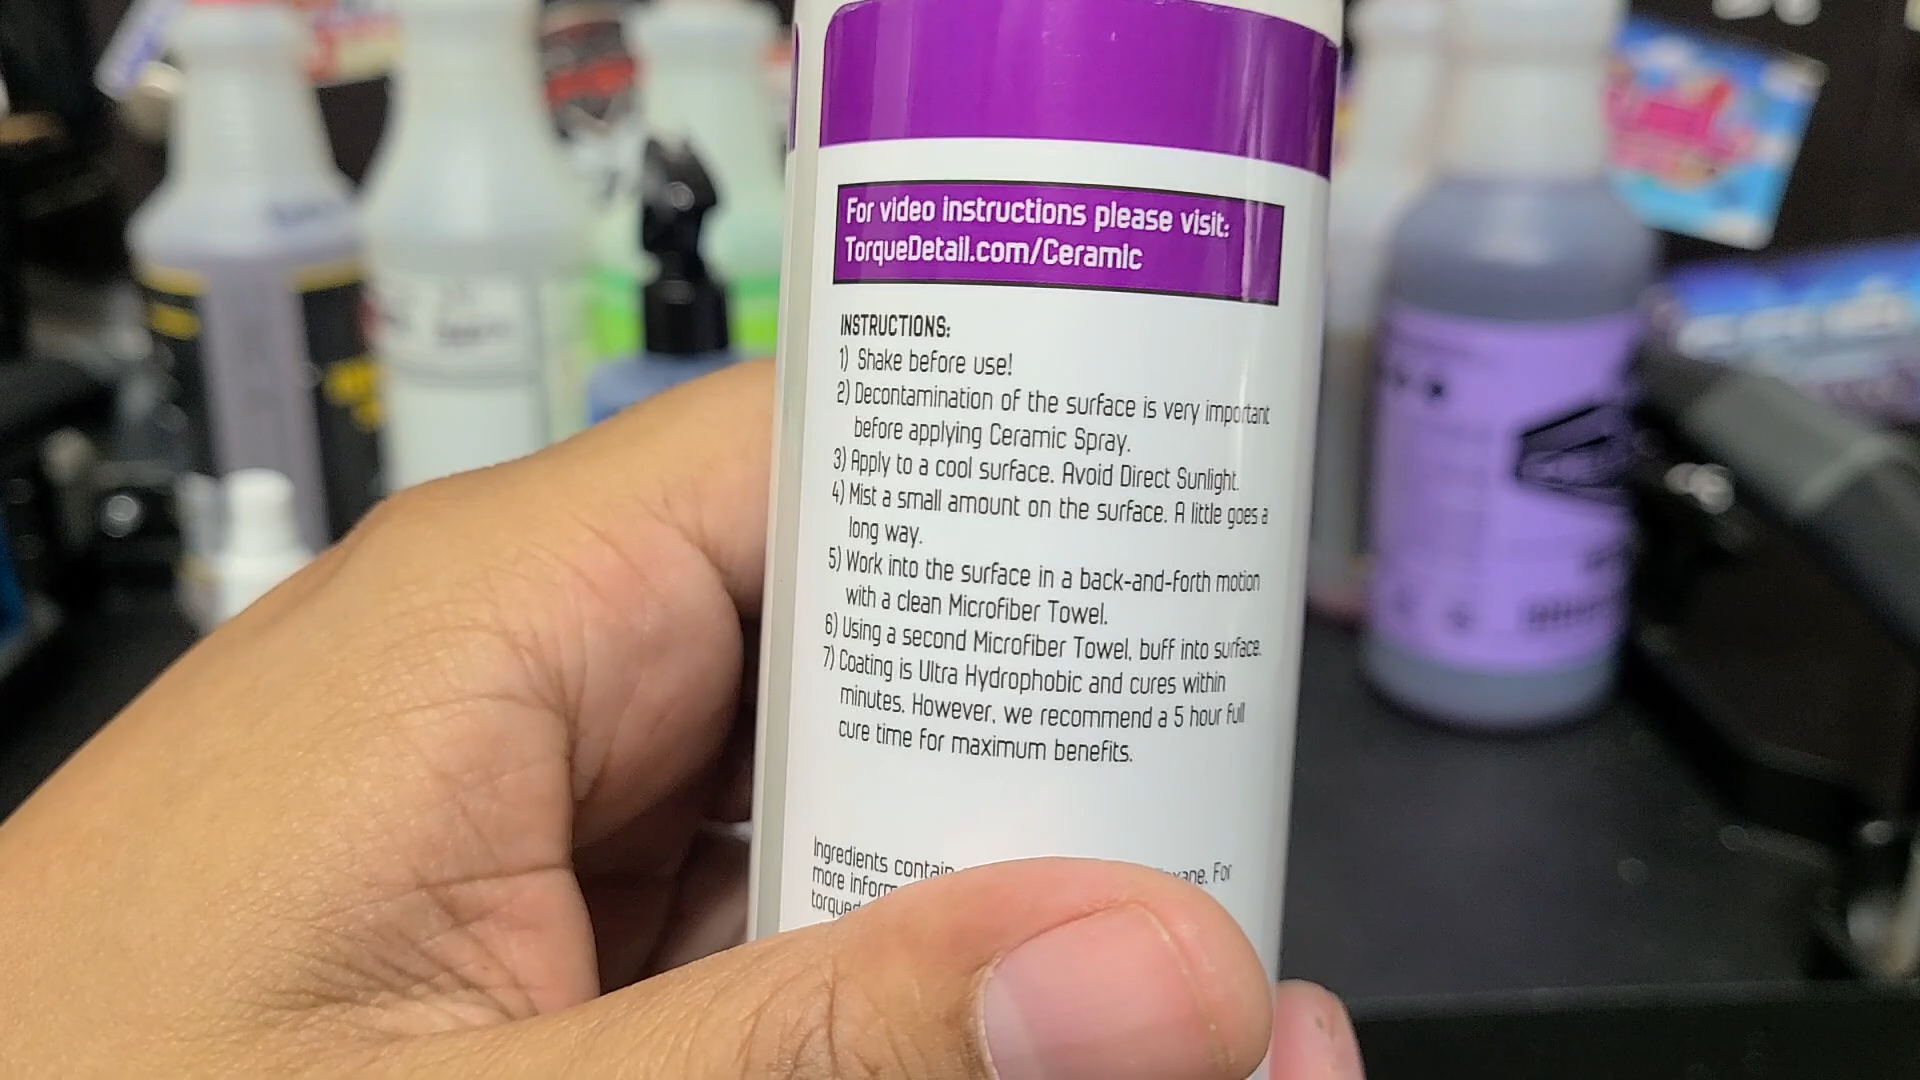 For video instructions please visit:
TorqueDetail.com/Ceramic
INSTRUCTIONS:
1) Shake before use!
2) Decontamination of the surface is very important
before applying Ceramic Spray.
3) Apply to a cool surface. Avoid Direct Sunlight.
4) Mist a small amount on the surface. A little goes a
long way.
5) Work into the surface in a back-and-forth motion
with a clean Microfiber Towel.
6) Using a second Microfiber Towel, buff into surface.
7) Coating is Ultra Hydrophobic and cures within
minutes. However, we recommend a 5 hour full
cure time for maximum benefits.
Ingredients contain For
more